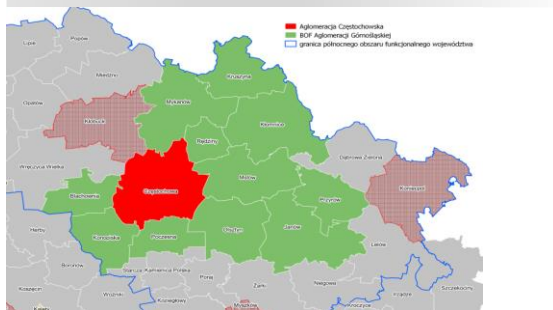 Aglomeracja Częstochowska
BOF Aglomeracji Górnośląskiej
granica północnego obszaru funkcjonalnego województwa
Lipie
Popów
Miedźno
Kruszyna
Opatów
Mykanów
Kłobuck
Kłomnice
Rędziny
Dąbrowa Zielona
Wręczyca Wielka
Koniecpol
Mstów
Częstochowa
Blachownia
Przyrów
Olsztyn
Janów
Herby
Konopiska
Poczesna
Lelów
Boronów
Starcza
Kamienica Polska
Poraj
Żarki
Niegowa
Szczekociny
Koszęcin
Woźniki
Koziegłowy
Myszków
Kroczyce